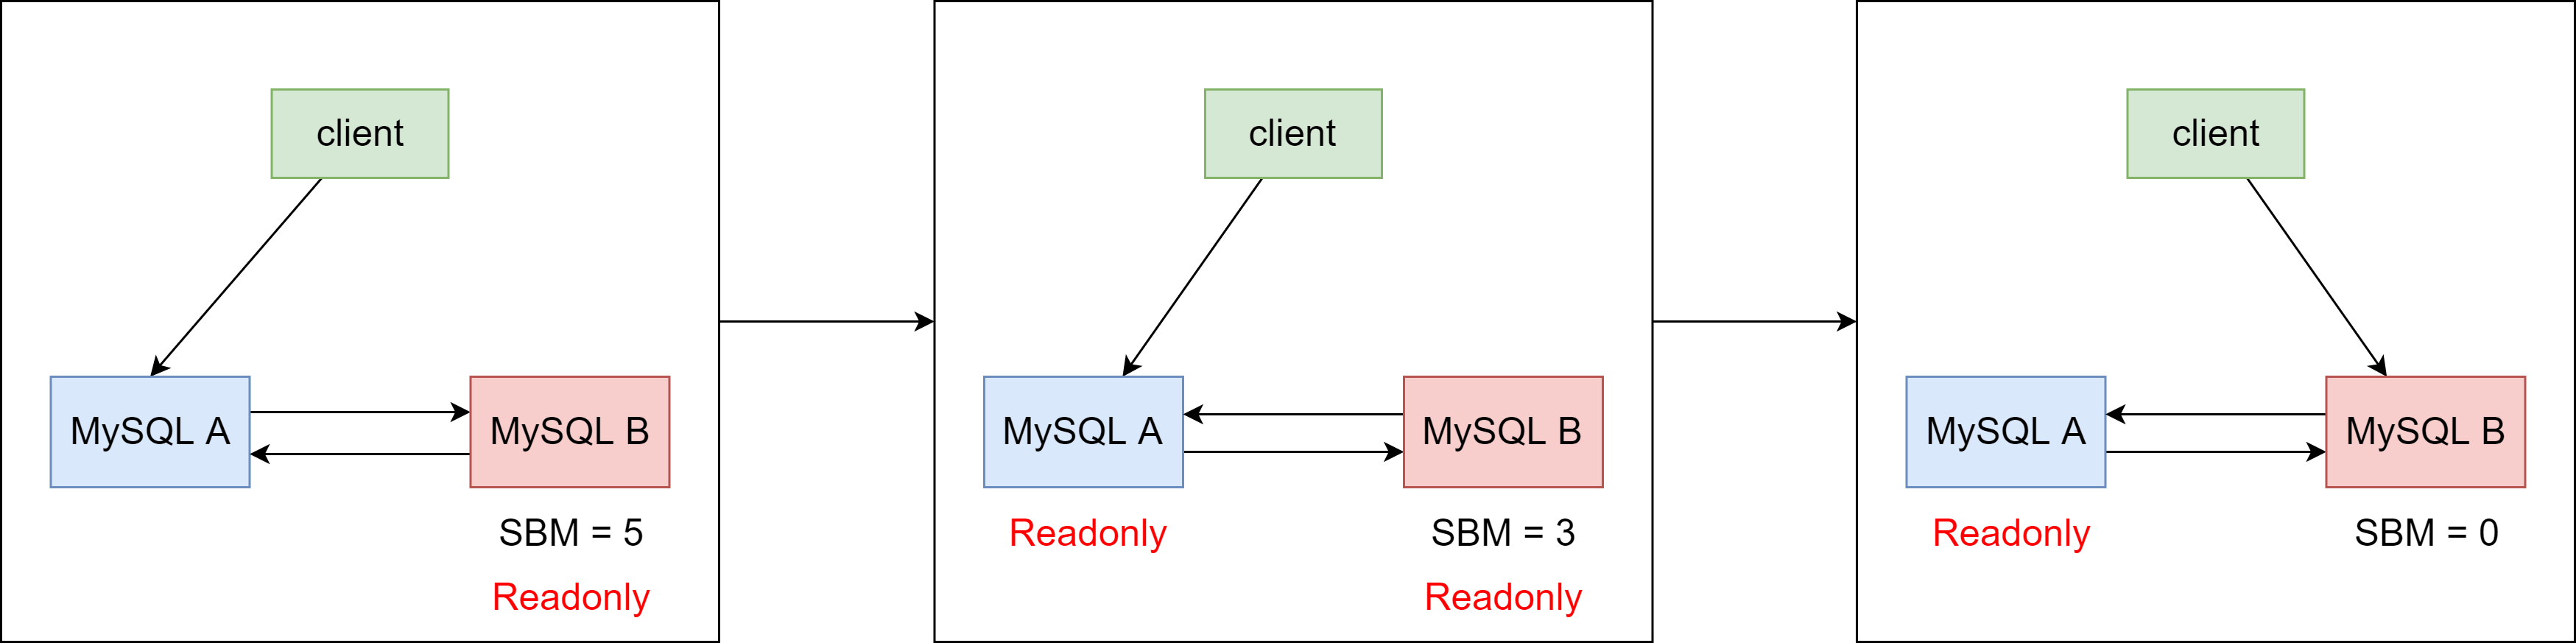 client
MySQL A
MySQL B
SBM = 5
Readonly
client
MySQL A
MySQL B
Readonly
SBM = 3
Readonly
client
MySQL A
MySQL B
Readonly
SBM = 0